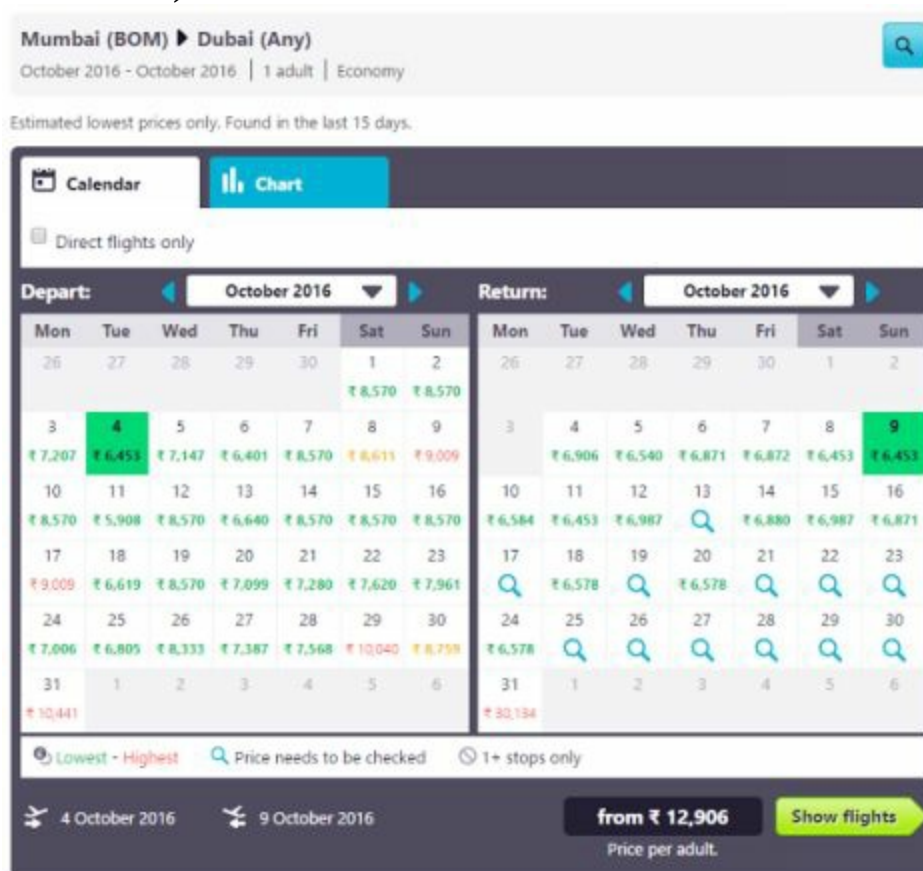 Mumbai (BOM) Dubai (Any)
October 2016 - October 2016 | 1 adult | Economy
Estimated lowest prices only. Found in the last 15 days.
Calendar Chart
Direct flights only
Depart: October 2016 Return: October 2016
Mon Tue Wed Thu Fri Sat Sun Mon Tue Wed Thu Fri Sat Sun
26 27 28 29 30 1 2 26 27 28 29 30 1 2
₹ 8,570 ₹ 8,570
3 4 5 6 7 8 9 3 4 5 6 7 8 9
₹ 7,207 ₹ 6,453 ₹ 7,147 ₹ 6,401 ₹ 8,570 ₹ 8,611 ₹ 9,009 ₹ 6,906 ₹ 6,540 ₹ 6,871 ₹ 6,872 ₹ 6,453 ₹ 6,453
10 11 12 13 14 15 16 10 11 12 13 14 15 16
₹ 8,570 ₹ 5,908 ₹ 8,570 ₹ 6,640 ₹ 8,570 ₹ 8,570 ₹ 8,570 ₹ 6,584 ₹ 6,453 ₹ 6,987 ₹ 6,880 ₹ 6,987 ₹ 6,871
17 18 19 20 21 22 23 17 18 19 20 21 22 23
₹ 9,009 ₹ 6,619 ₹ 8,570 ₹ 7,099 ₹ 7,280 ₹ 7,620 ₹ 7,961 ₹ 6,578 ₹ 6,578
24 25 26 27 28 29 30 24 25 26 27 28 29 30
₹ 7,006 ₹ 6,805 ₹ 8,333 ₹ 7,387 ₹ 7,568 ₹ 10,040 ₹ 8,759 ₹ 6,578
31 1 2 3 4 5 6 31 1 2 3 4 5 6
₹ 10,441 ₹ 30,134
Lowest - Highest Price needs to be checked 1+ stops only
4 October 2016 9 October 2016 from ₹ 12,906 Show flights
Price per adult.